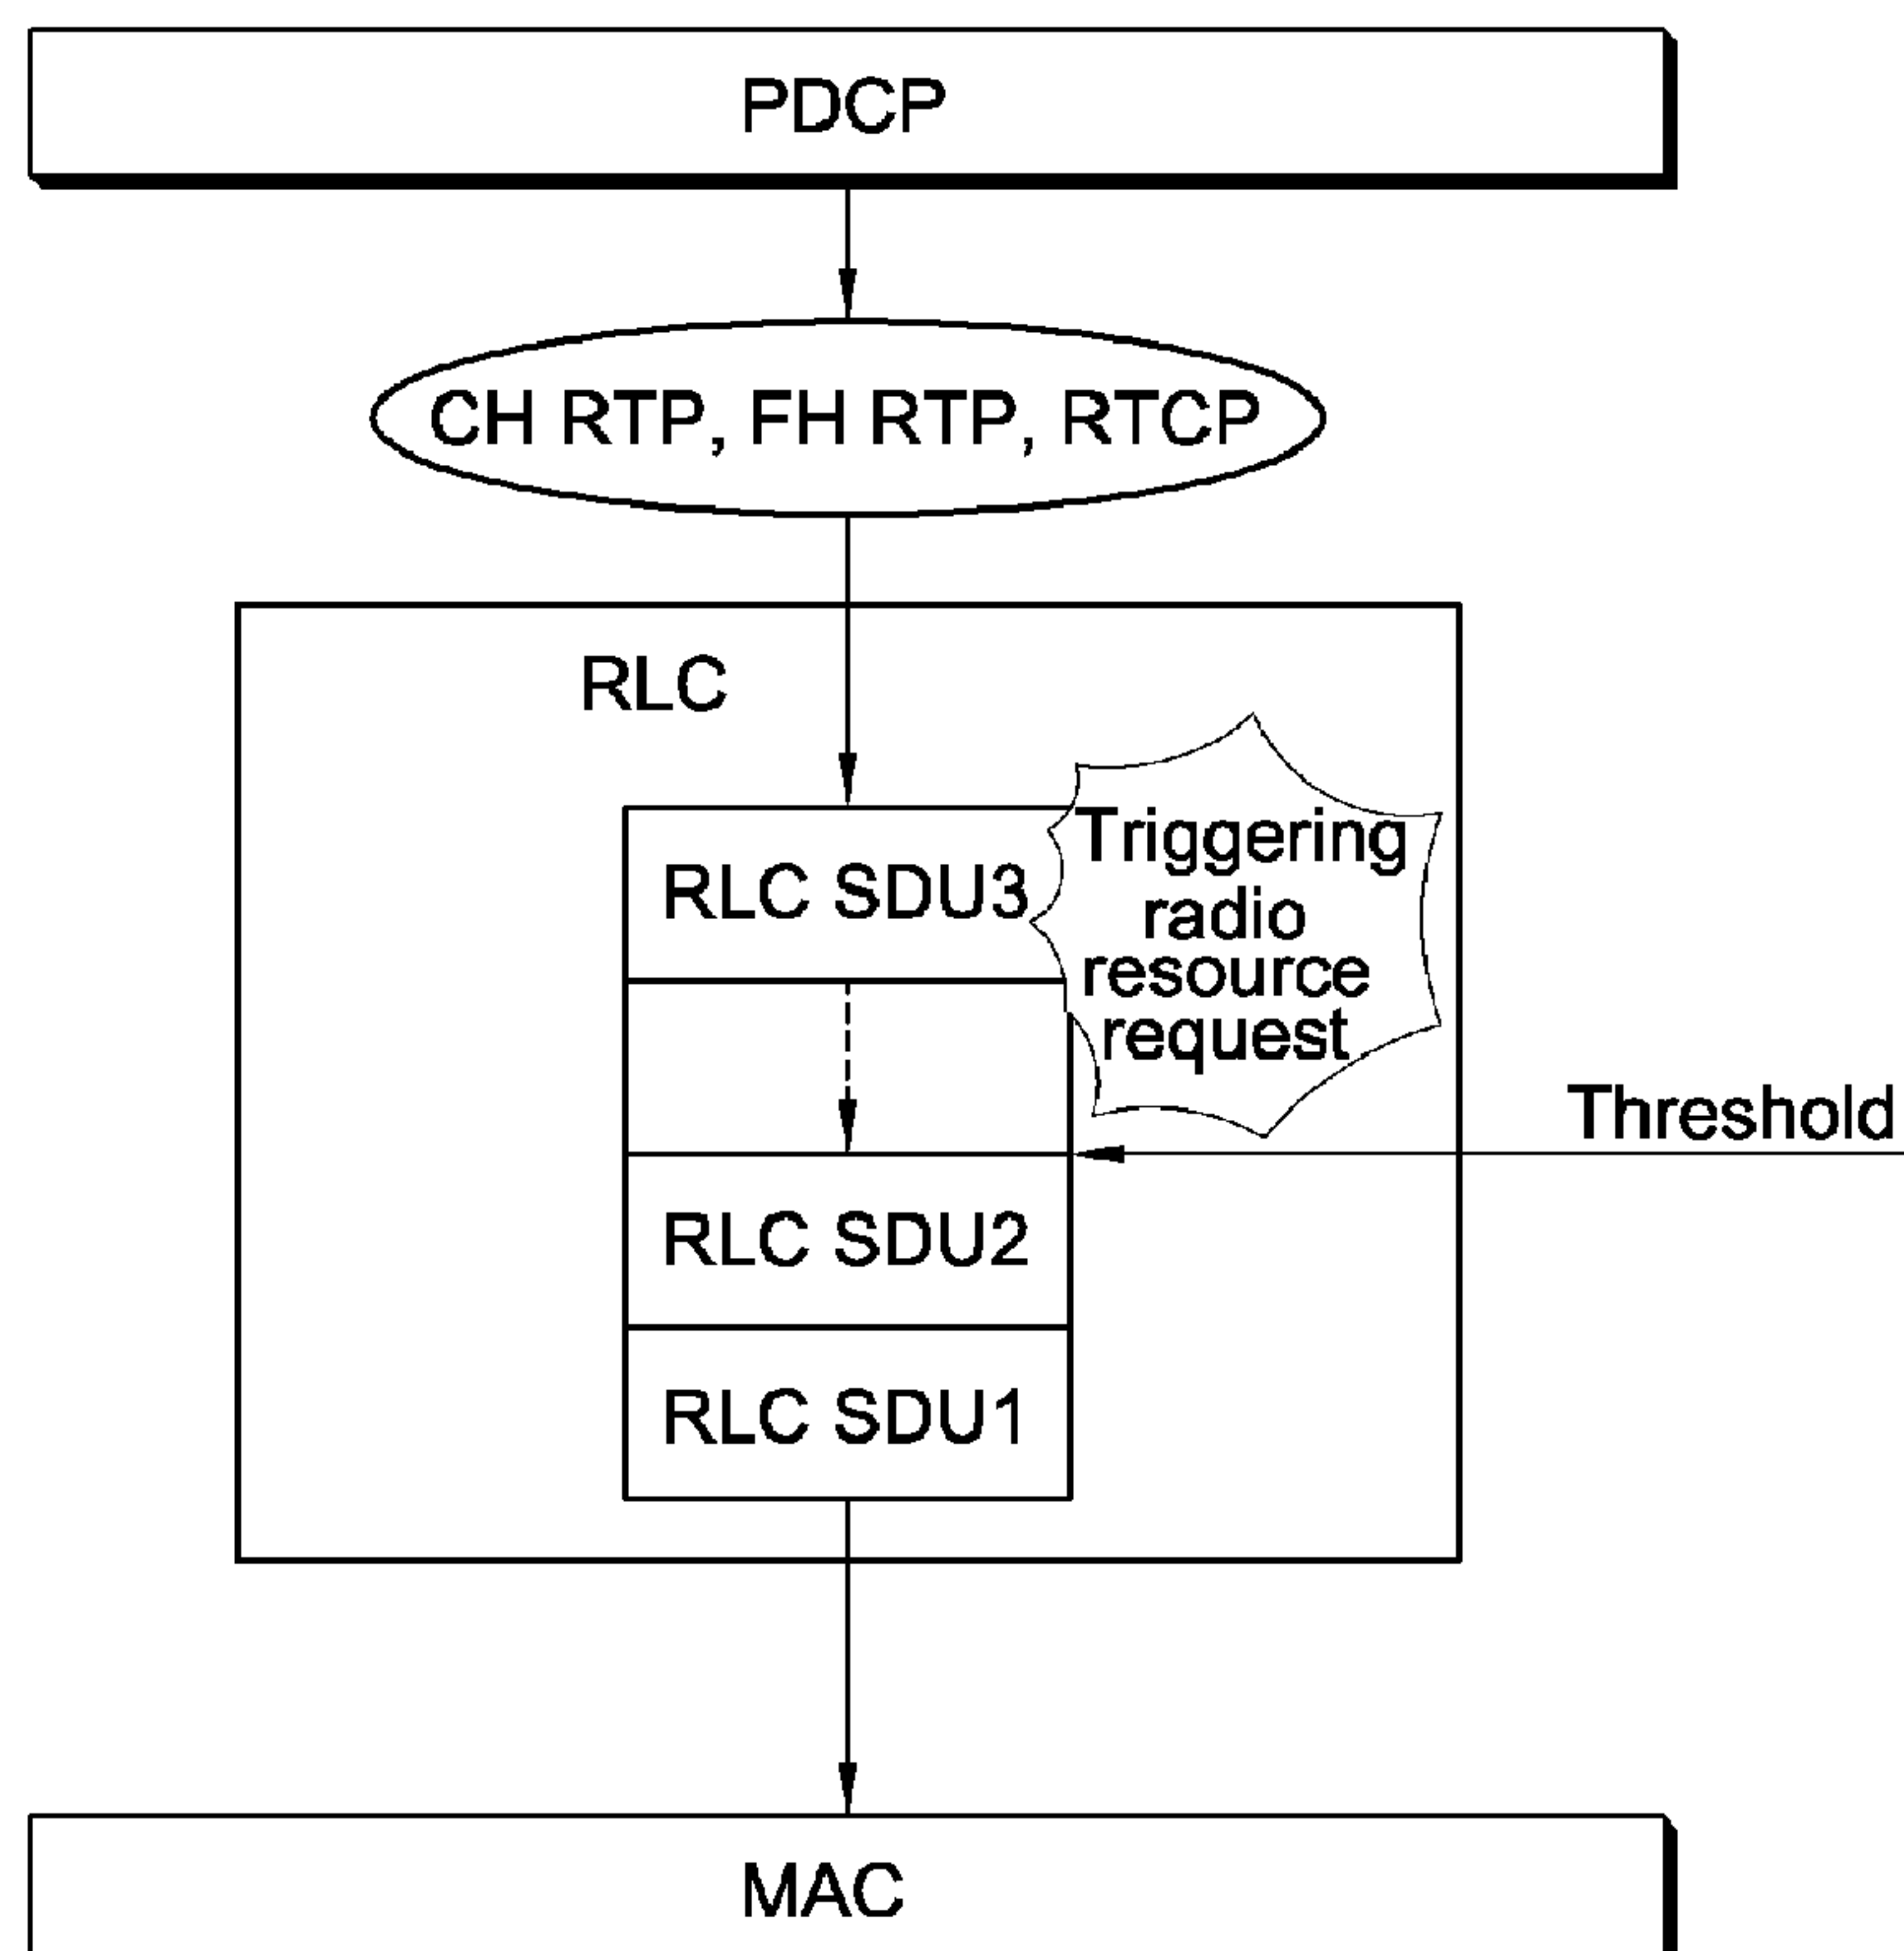 PDCP
CH RTP, FH RTP, RTCP
RLC
RLC SDU3
Triggering
radio
resource
request
Threshold
RLC SDU2
RLC SDU1
MAC